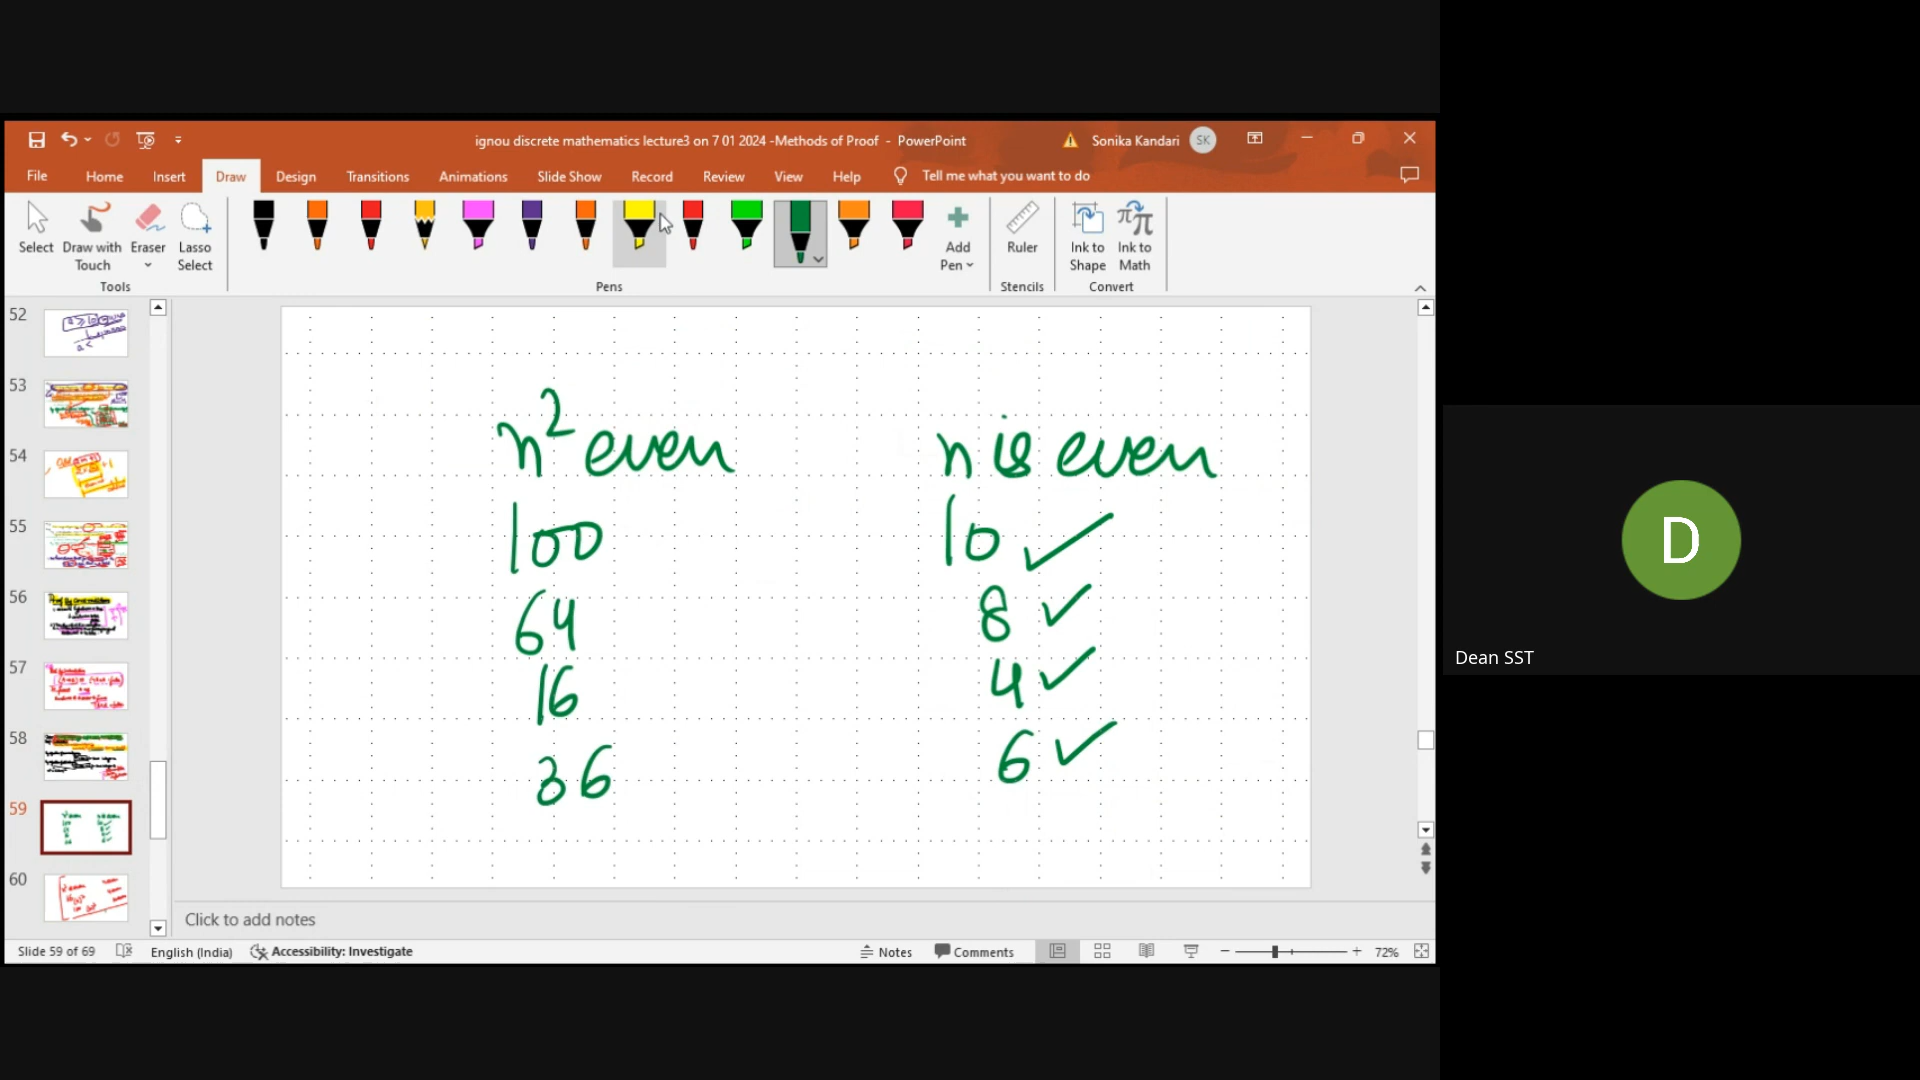 ignou discrete mathematics lecture3 on 7 01 2024 -Methods of Proof - PowerPoint
Sonika Kandari SK
File Home Insert Draw Design Transitions Animations Slide Show Record Review View Help Tell me what you want to do
Select Draw with Touch Eraser Lasso Select
Add Pen
Ruler
Ink to Shape Ink to Math
Tools Pens Stencils Convert
52
53
54
55
56
57
58
59
60
n² even n is even
100 10 ✓
64 8 ✓
16 4 ✓
36 6 ✓
D
Dean SST
Click to add notes
Slide 59 of 69 English (India) Accessibility: Investigate Notes Comments 72%